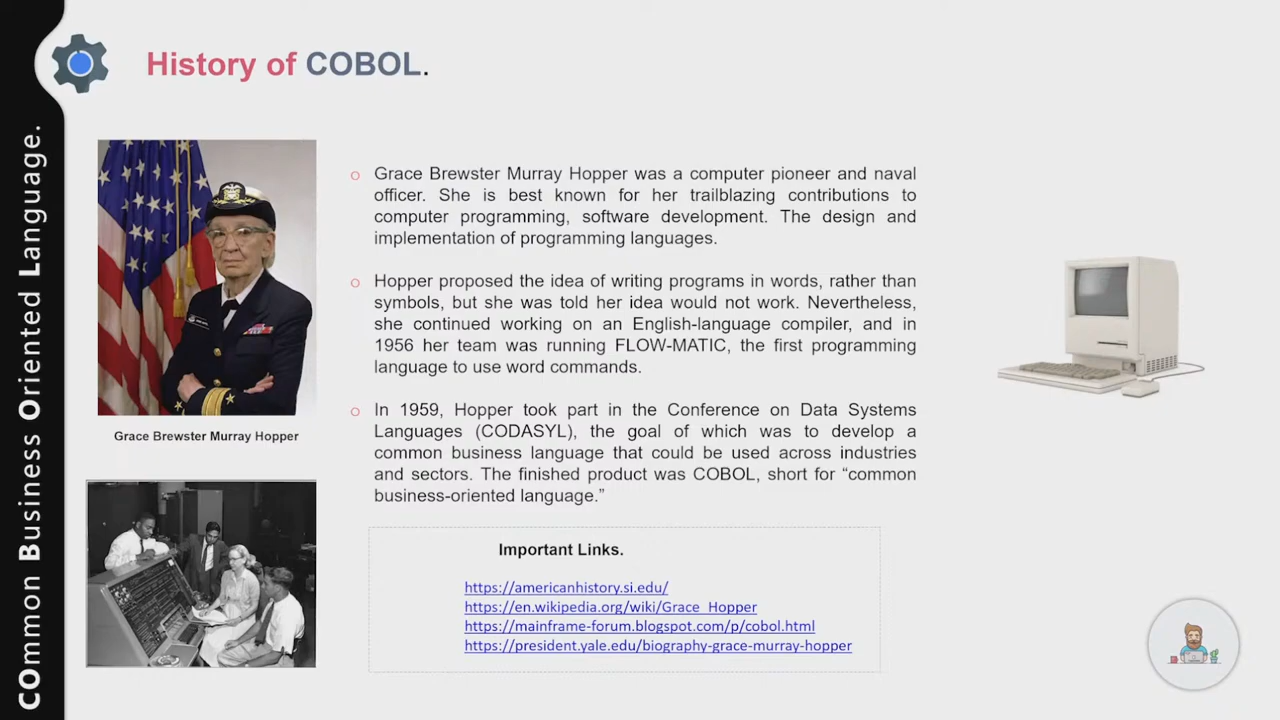 History of COBOL.
COmmon Business Oriented Language.
Grace Brewster Murray Hopper was a computer pioneer and naval
officer. She is best known for her trailblazing contributions to
computer programming, software development. The design and
implementation of programming languages.
Hopper proposed the idea of writing programs in words, rather than
symbols, but she was told her idea would not work. Nevertheless,
she continued working on an English-language compiler, and in
1956 her team was running FLOW-MATIC, the first programming
language to use word commands.
In 1959, Hopper took part in the Conference on Data Systems
Languages (CODASYL), the goal of which was to develop a
common business language that could be used across industries
and sectors. The finished product was COBOL, short for “common
business-oriented language.”
Grace Brewster Murray Hopper
Important Links.
https://americanhistory.si.edu/
https://en.wikipedia.org/wiki/Grace_Hopper
https://mainframe-forum.blogspot.com/p/cobol.html
https://president.yale.edu/biography-grace-murray-hopper